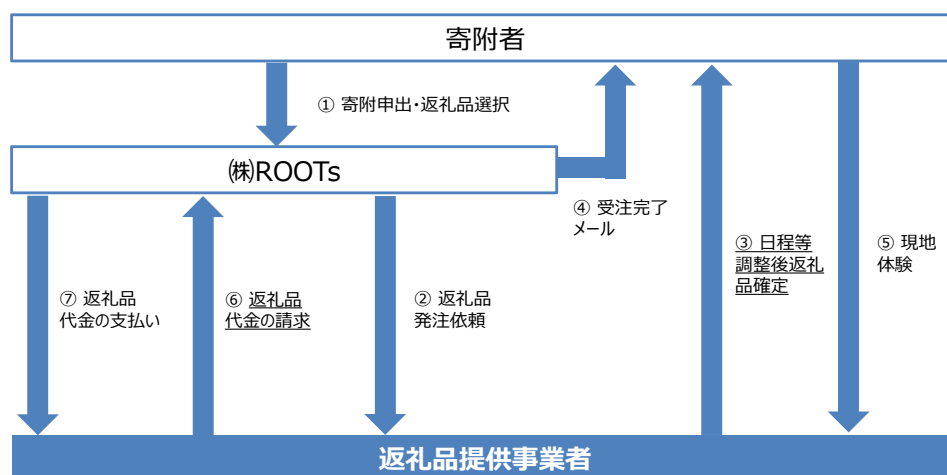 寄附者
① 寄附申出・返礼品選択
㈱ROOTs
④ 受注完了
メール
③ 日程等
調整後返礼
品確定
⑤ 現地
体験
⑦ 返礼品
代金の支払い
⑥ 返礼品
代金の請求
② 返礼品
発注依頼
返礼品提供事業者